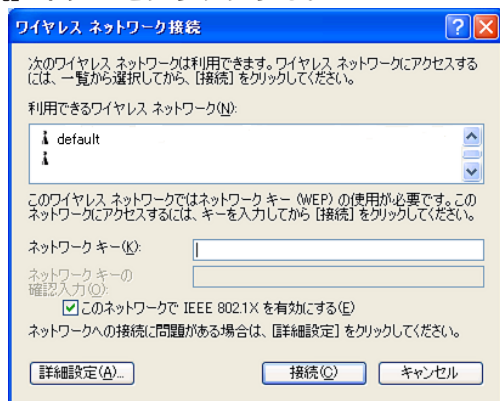 ワイヤレス ネットワーク接続
次のワイヤレス ネットワークは利用できます。ワイヤレス ネットワークにアクセスする
には、一覧から選択してから、[接続] をクリックしてください。
利用できるワイヤレス ネットワーク(N):
default
このワイヤレス ネットワークではネットワーク キー (WEP) の使用が必要です。この
ネットワークにアクセスするには、キーを入力してから [接続] をクリックしてください。
ネットワーク キー(K):
ネットワーク キーの
確認入力(O):
このネットワークで IEEE 802.1X を有効にする(E)
ネットワークへの接続に問題がある場合は、[詳細設定] をクリックしてください。
詳細設定(A)... 接続(C) キャンセル